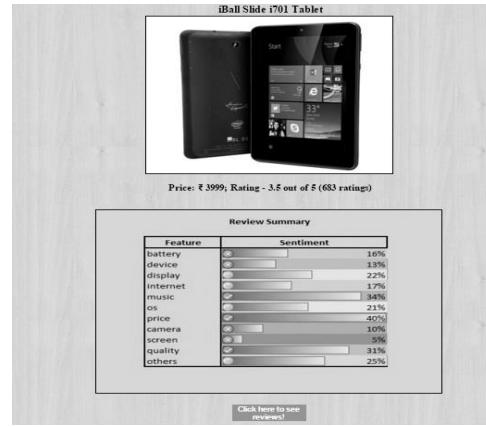 iBall Slide i701 Tablet
Start
9
33°
Price: ₹ 3999; Rating - 3.5 out of 5 (683 ratings)
Review Summary
Feature Sentiment
battery 16%
device 13%
display 22%
internet 17%
music 34%
os 21%
price 40%
camera 10%
screen 5%
quality 31%
others 25%
Click here to see
reviews!